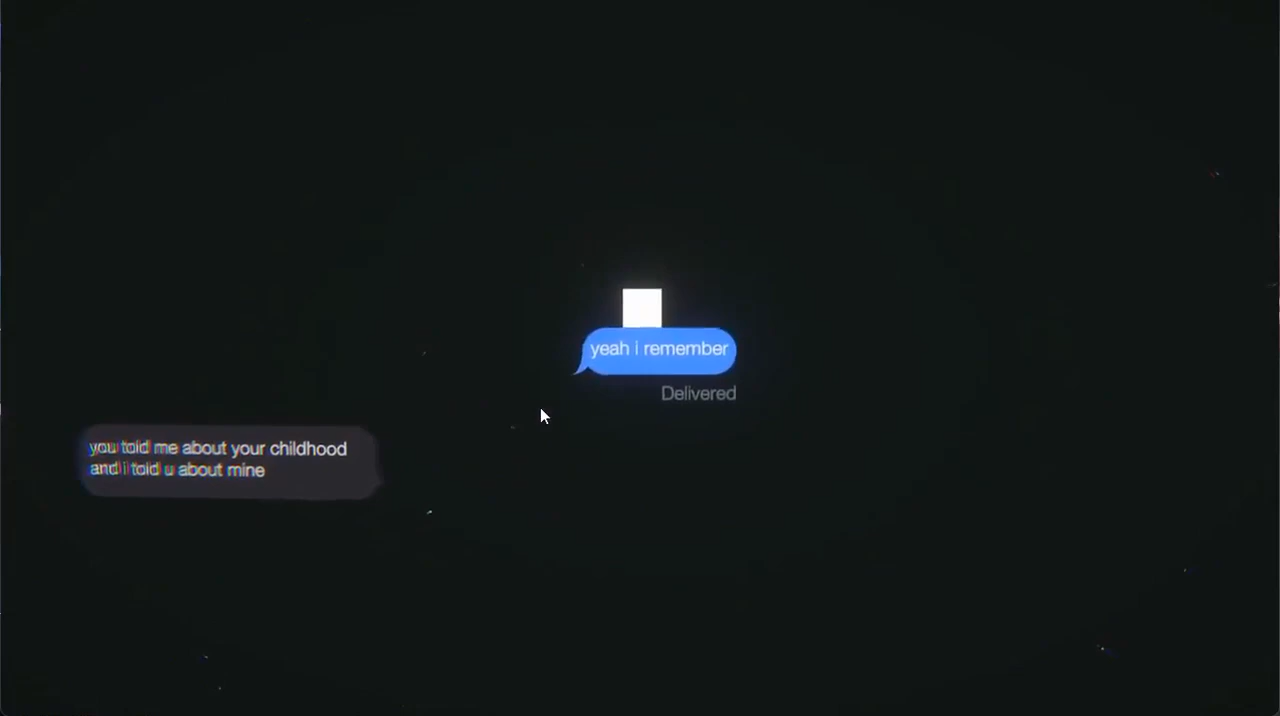 yeah i remember
Delivered
you told me about your childhood
and i told u about mine